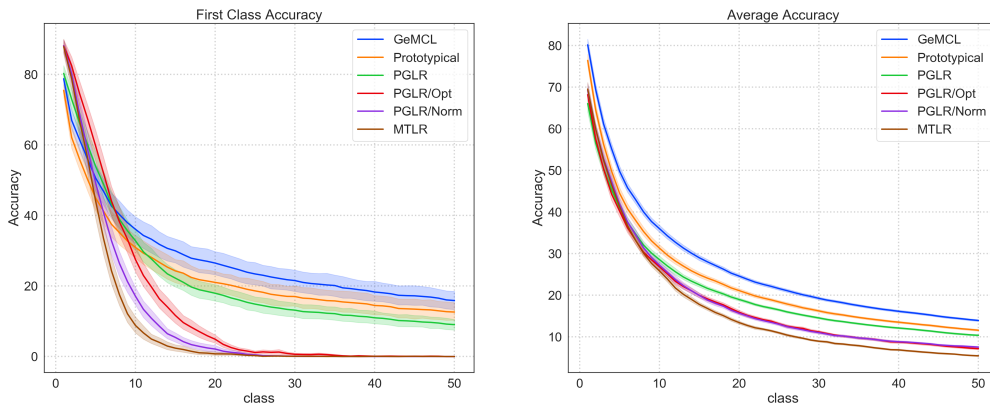 First Class Accuracy
Accuracy
80
60
40
20
0
0 10 20 30 40 50
class
GeMCL
Prototypical
PGLR
PGLR/Opt
PGLR/Norm
MTLR
Average Accuracy
Accuracy
80
70
60
50
40
30
20
10
0 10 20 30 40 50
class
GeMCL
Prototypical
PGLR
PGLR/Opt
PGLR/Norm
MTLR